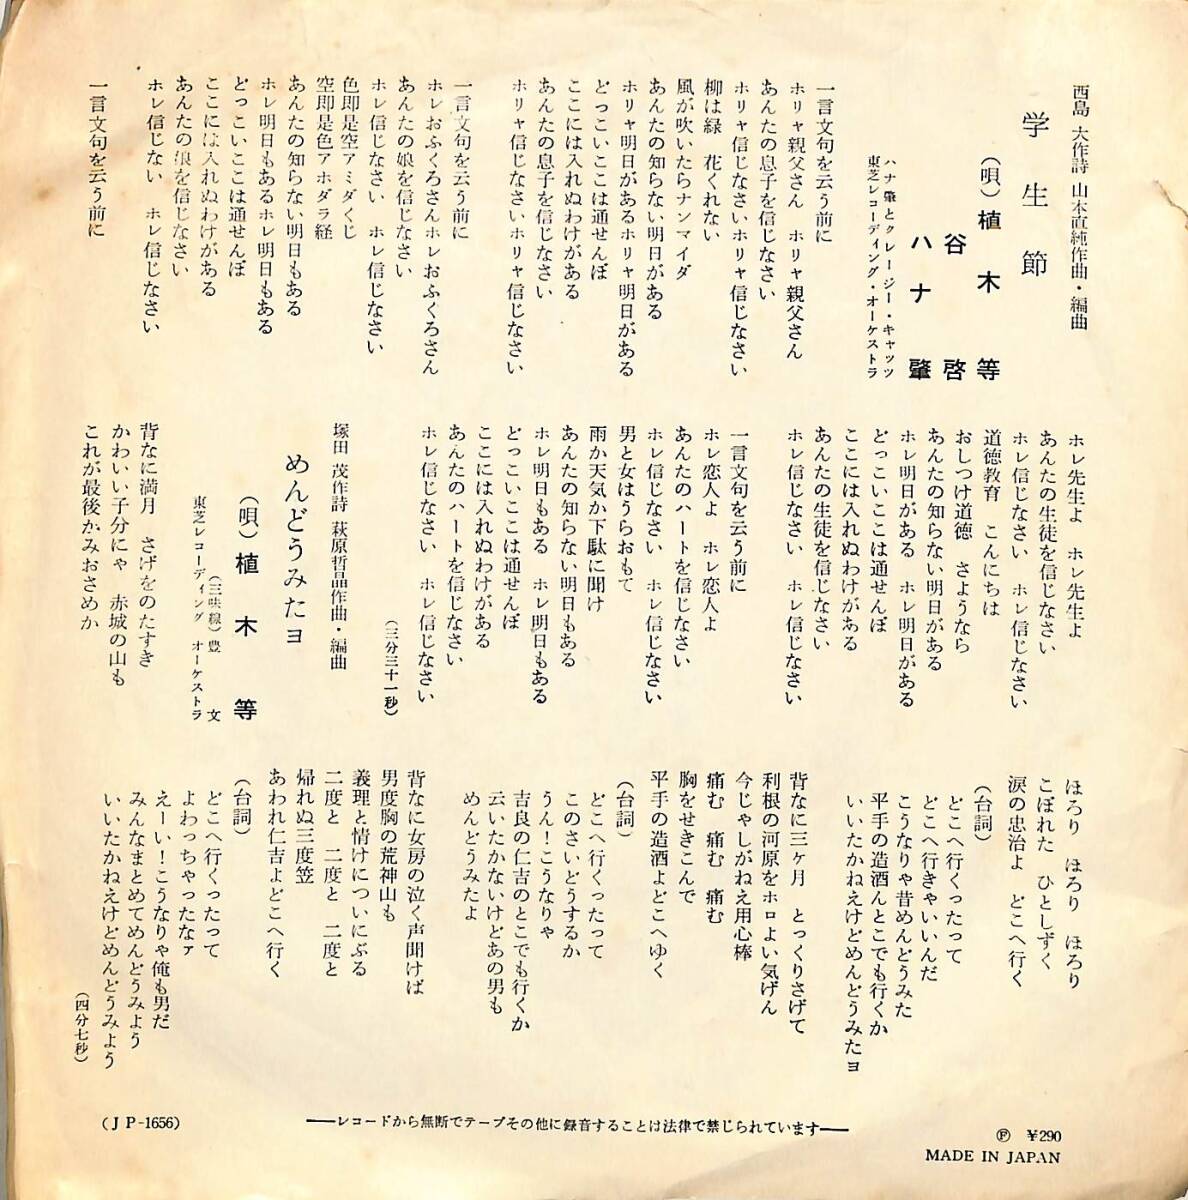 西島 大作詩 山本直純作曲・編曲
学生節
(唄) 植木 等
谷 啓
ハナ 肇
ハナ肇とクレージー・キャッツ
東芝レコーディング・オーケストラ
一言文句を云う前に
ホリャ親父さん ホリャ親父さん
あんたの息子を信じなさい
ホリャ信じなさいホリャ信じなさい
柳は緑 花くれない
風が吹いたらナンマイダ
あんたの知らない明日がある
ホリャ明日があるホリャ明日がある
どっこいここは通せんぼ
ここには入れぬわけがある
あんたの息子を信じなさい
ホリャ信じなさいホリャ信じなさい
一言文句を云う前に
ホレおふくろさんホレおふくろさん
あんたの娘を信じなさい
ホレ信じなさい ホレ信じなさい
色即是空アミダくじ
空即是色アホダラ経
あんたの知らない明日もある
ホレ明日もあるホレ明日もある
どっこいここは通せんぼ
ここには入れぬわけがある
あんたの娘を信じなさい
ホレ信じない ホレ信じなさい
一言文句を云う前に
ホレ先生よ ホレ先生よ
あんたの生徒を信じなさい
ホレ信じなさい ホレ信じなさい
道徳教育 こんにちは
おしつけ道徳 さようなら
あんたの知らない明日がある
ホレ明日がある ホレ明日がある
どっこいここは通せんぼ
ここには入れぬわけがある
あんたの生徒を信じなさい
ホレ信じなさい ホレ信じなさい
一言文句を云う前に
ホレ恋人よ ホレ恋人よ
あんたのハートを信じなさい
ホレ信じなさい ホレ信じなさい
男と女はうらおもて
雨か天気か下駄に聞け
あんたの知らない明日もある
ホレ明日もある ホレ明日もある
どっこいここは通せんぼ
ここには入れぬわけがある
あんたのハートを信じなさい
ホレ信じなさい ホレ信じなさい
(三分三十一秒)
塚田 茂作詩 萩原哲晶作曲・編曲
めんどうみたヨ
(唄) 植木 等
(三味線) 豊 文
東芝レコーディング オーケストラ
背なに満月 さげをのたすき
かわいい子分にゃ 赤城の山も
これが最後かみおさめか
ほろり ほろり ほろり
こぼれた ひとしずく
涙の忠治よ どこへ行く
(台詞)
どこへ行くったって
どこへ行きゃいいんだ
こうなりゃ昔めんどうみた
平手の造酒んとこでも行くか
いいたかねえけどめんどうみたヨ
背なに三ヶ月 とっくりさげて
利根の河原をホロよい気げん
今じゃしがねえ用心棒
痛む 痛む 痛む
胸をせきこんで
平手の造酒よどこへゆく
(台詞)
どこへ行くったって
このさいどうするか
うん!こうなりゃ
吉良の仁吉のとこでも行くか
云いたかないけどあの男も
めんどうみたよ
背なに女房の泣く声聞けば
男度胸の荒神山も
義理と情けについにぶる
二度と 二度と 二度と
帰れぬ三度笠
あわれ仁吉よどこへ行く
(台詞)
どこへ行くったって
よわっちゃったなァ
えーい!こうなりゃ俺も男だ
みんなまとめてめんどうみよう
いいたかねえけどめんどうみよう
(四分七秒)
(JP-1656)
──レコードから無断でテープその他に録音することは法律で禁じられています──
Ⓟ ¥290
MADE IN JAPAN